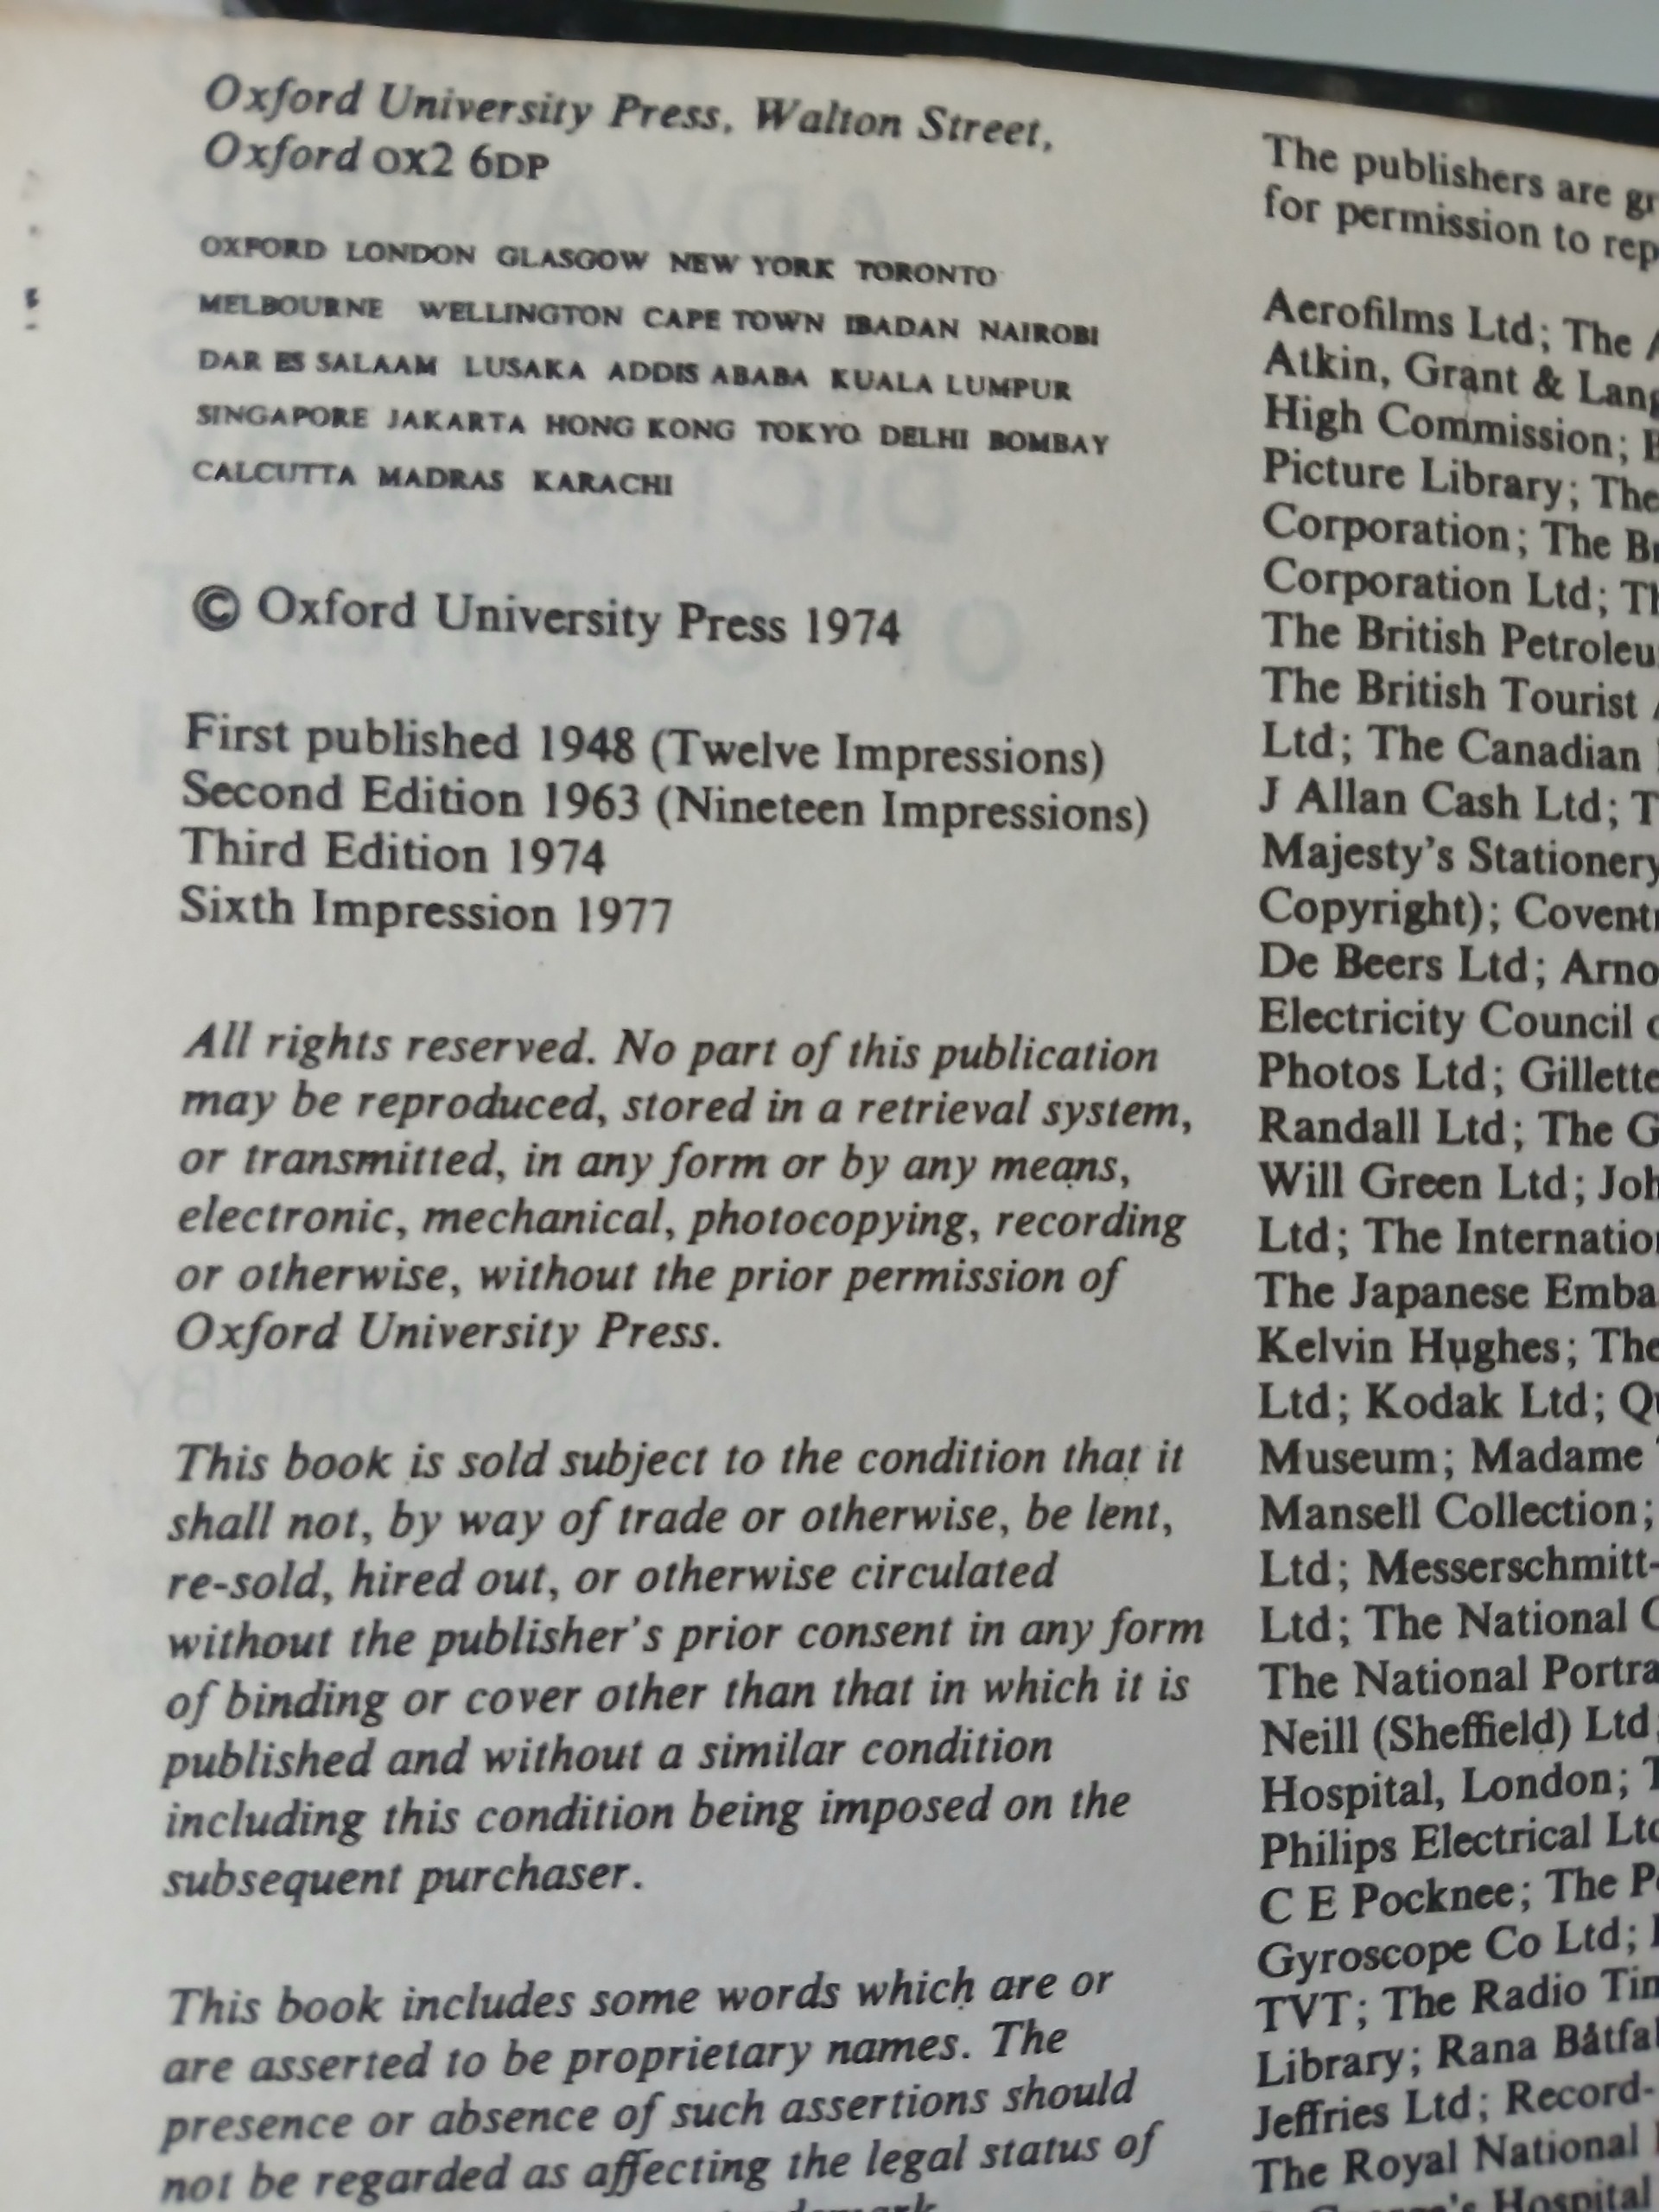 Oxford University Press, Walton Street,
Oxford OX2 6DP
OXFORD LONDON GLASGOW NEW YORK TORONTO
MELBOURNE WELLINGTON CAPE TOWN IBADAN NAIROBI
DAR ES SALAAM LUSAKA ADDIS ABABA KUALA LUMPUR
SINGAPORE JAKARTA HONG KONG TOKYO DELHI BOMBAY
CALCUTTA MADRAS KARACHI
© Oxford University Press 1974
First published 1948 (Twelve Impressions)
Second Edition 1963 (Nineteen Impressions)
Third Edition 1974
Sixth Impression 1977
All rights reserved. No part of this publication
may be reproduced, stored in a retrieval system,
or transmitted, in any form or by any means,
electronic, mechanical, photocopying, recording
or otherwise, without the prior permission of
Oxford University Press.
This book is sold subject to the condition that it
shall not, by way of trade or otherwise, be lent,
re-sold, hired out, or otherwise circulated
without the publisher's prior consent in any form
of binding or cover other than that in which it is
published and without a similar condition
including this condition being imposed on the
subsequent purchaser.
This book includes some words which are or
are asserted to be proprietary names. The
presence or absence of such assertions should
not be regarded as affecting the legal status of
The publishers are
for permission to
Aerofilms Ltd; The
Atkin, Grant &
High Commission;
Picture Library; The
Corporation; The
Corporation Ltd;
The British
The British Tourist
Ltd; The Canadian
J Allan Cash Ltd;
Majesty's Stationery
Copyright);
De Beers Ltd;
Electricity Council
Photos Ltd; Gillette
Randall Ltd; The
Will Green Ltd;
Ltd; The
The Japanese
Kelvin Hughes; The
Ltd; Kodak Ltd;
Museum; Madame
Mansell Collection;
Ltd; Messerschmitt-
Ltd; The National
The National
Neill (Sheffield) Ltd
Hospital, London;
Philips Electrical
C E Pocknee; The
Gyroscope Co Ltd;
TVT; The Radio
Library; Rana
Jeffries Ltd; Record-
The Royal National
Hospital